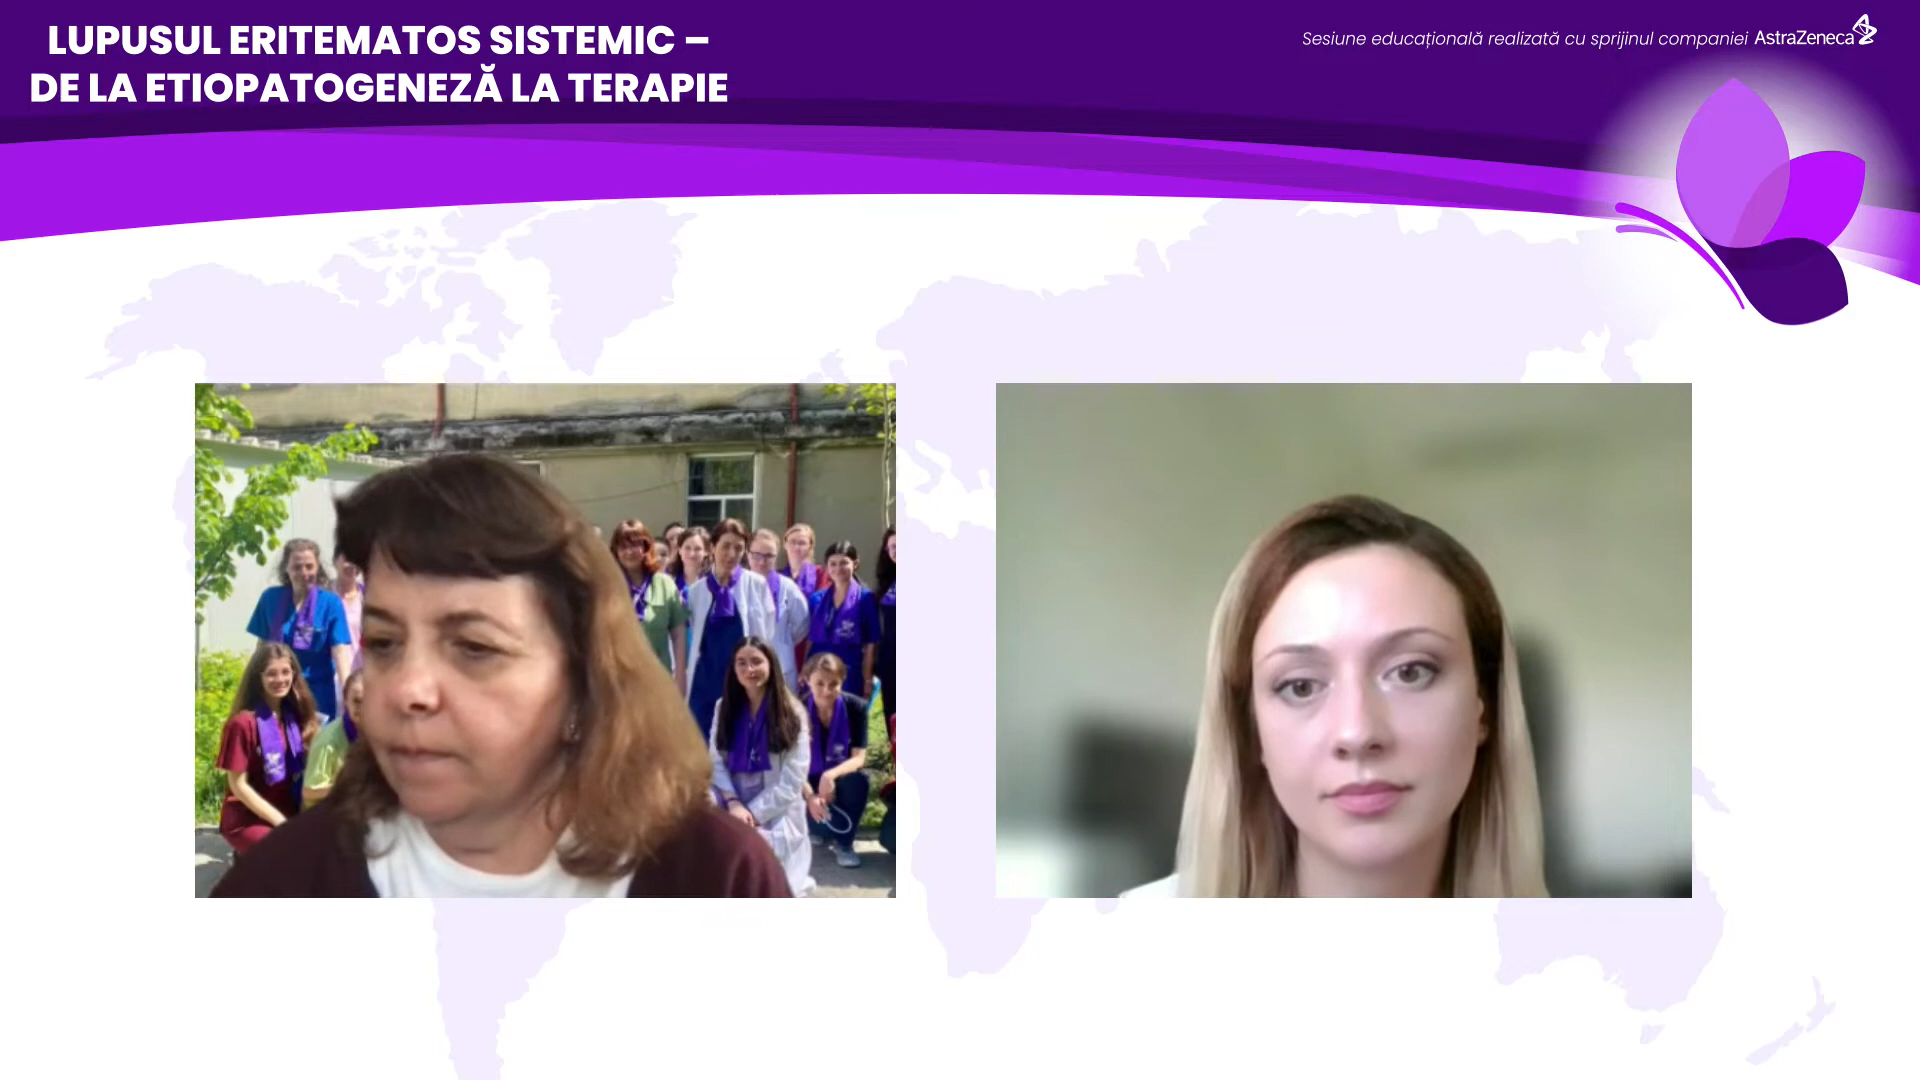 LUPUSUL ERITEMATOS SISTEMIC –
DE LA ETIOPATOGENEZĂ LA TERAPIE
Sesiune educațională realizată cu sprijinul companiei AstraZeneca